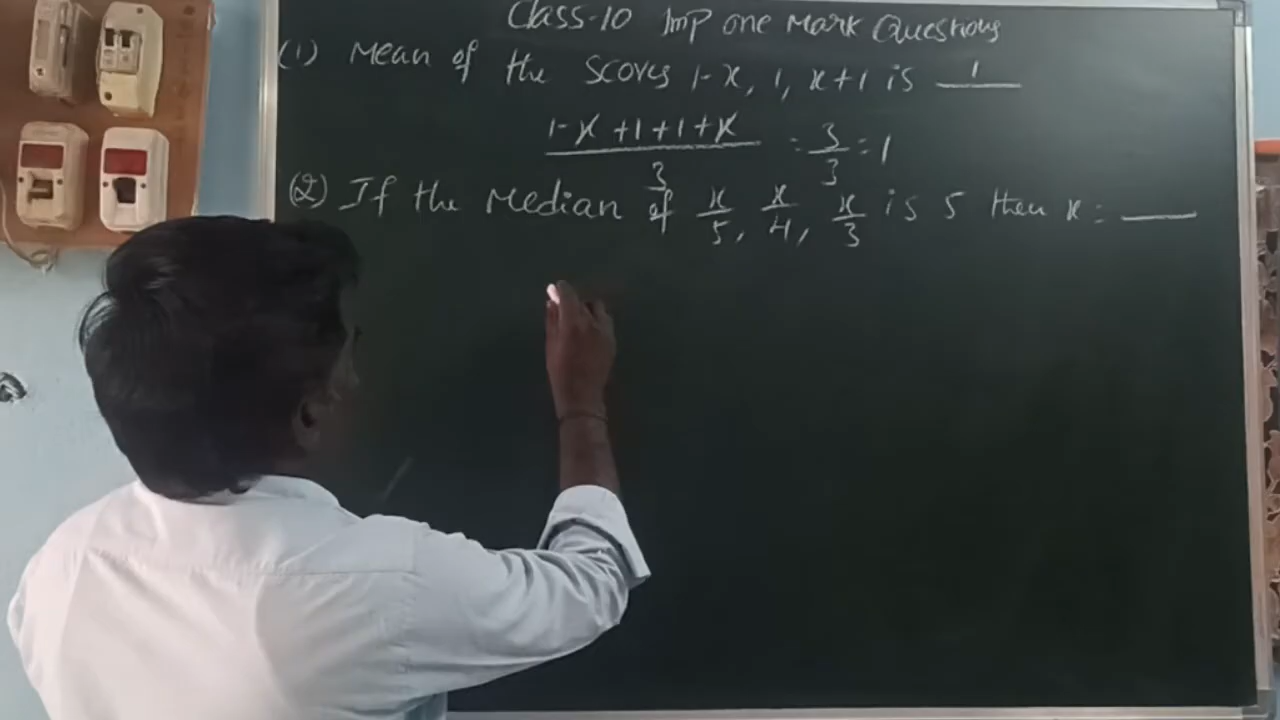 Class-10 Imp one Mark Questions
(1) Mean of the scores 1-x, 1, x+1 is 1
1-x+1+1+x / 3 = 3/3 = 1
(2) If the Median of x/5, x/4, x/3 is 5 then x = ____